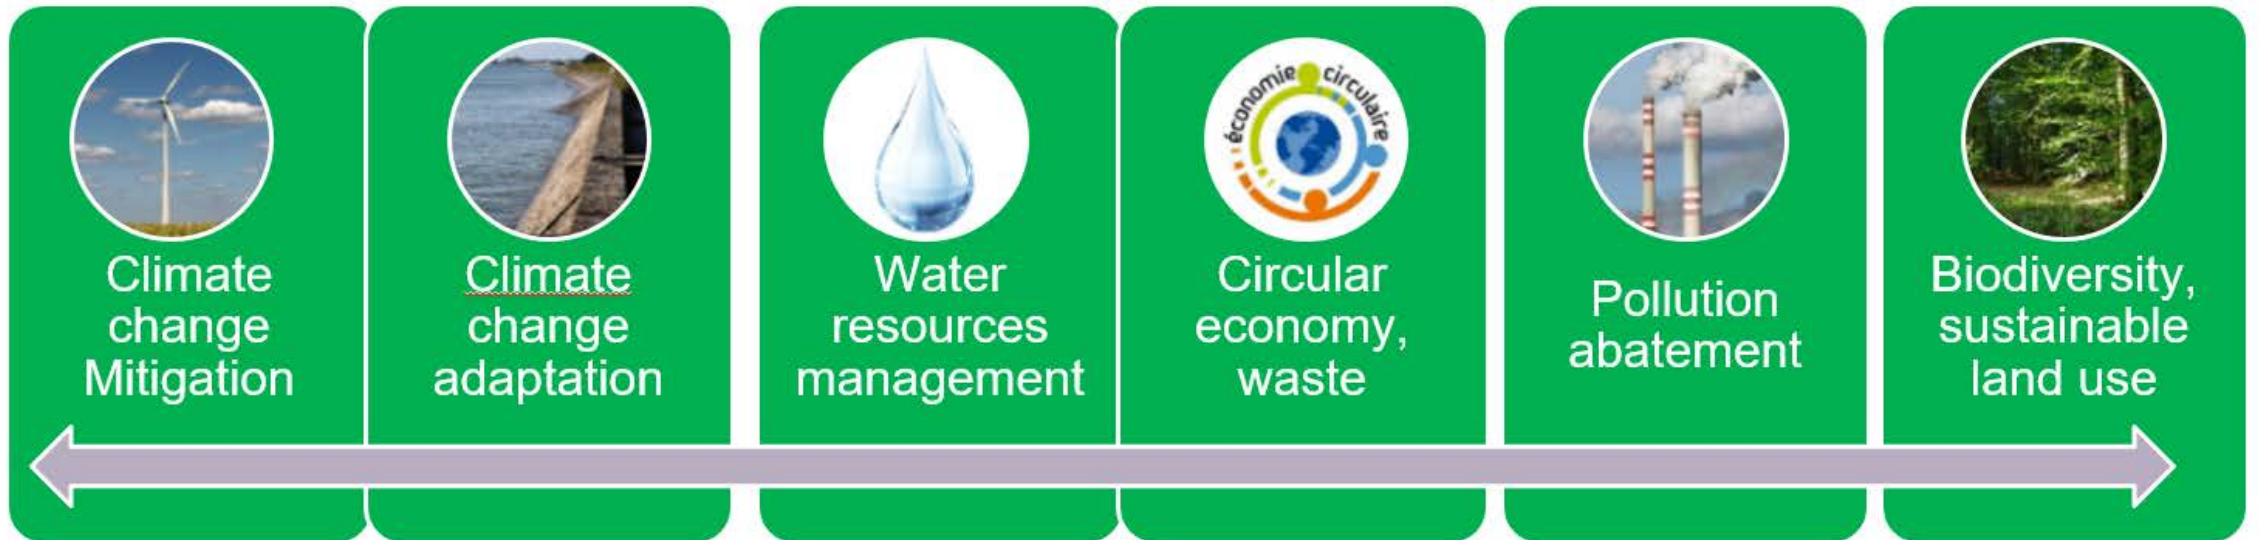 Climate
change
Mitigation
Climate
change
adaptation
Water
resources
management
économie circulaire
Circular
economy,
waste
Pollution
abatement
Biodiversity,
sustainable
land use